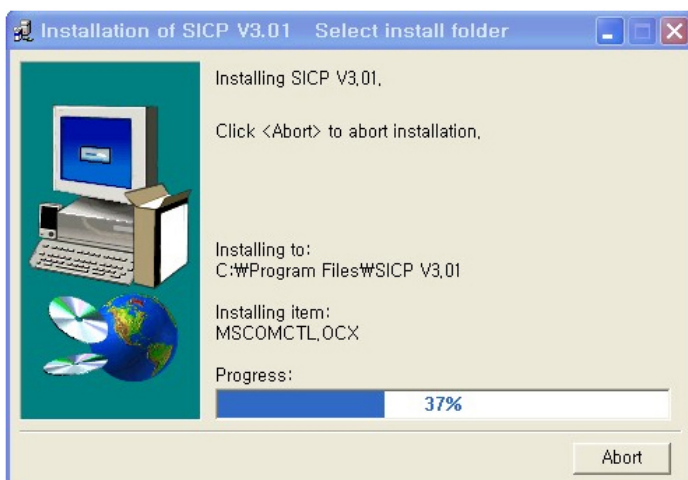 Installation of SICP V3.01   Select install folder
Installing SICP V3.01.
Click <Abort> to abort installation.
Installing to:
C:₩Program Files₩SICP V3.01
Installing item:
MSCOMCTL.OCX
Progress:
37%
Abort